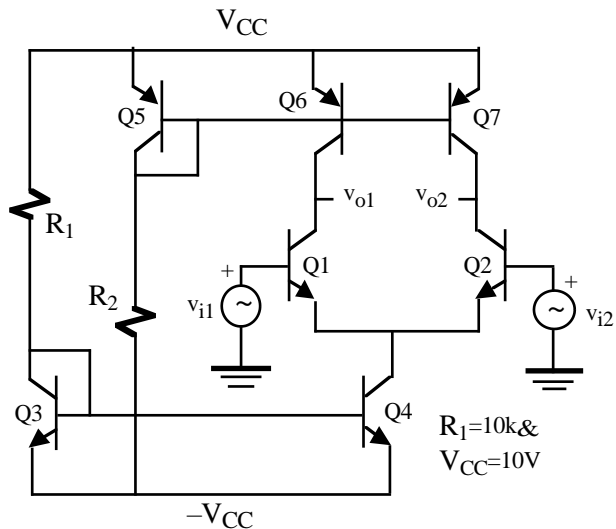 VCC
Q5
Q6
Q7
vo1
vo2
R1
Q1
Q2
R2
+
vi1
~
+
vi2
~
Q3
Q4
R1=10k&
VCC=10V
–VCC